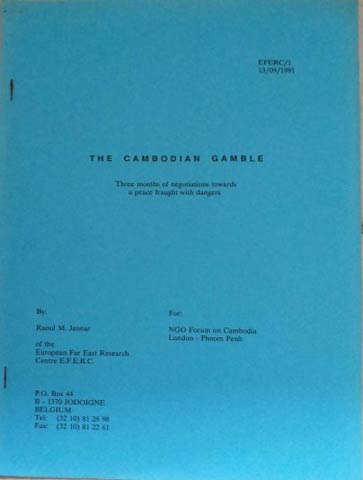 EFERC/1
13/09/1991
THE CAMBODIAN GAMBLE
Three months of negotiations towards
a peace fraught with dangers
By:
Raoul M. Jennar
of the
European Far East Research
Centre E.F.E.R.C.
For:
NGO Forum on Cambodia
London - Phnom Penh
P.O. Box 44
B - 1370 JODOIGNE
BELGIUM
Tel: (32 10) 81 28 98
Fax: (32 10) 81 22 61